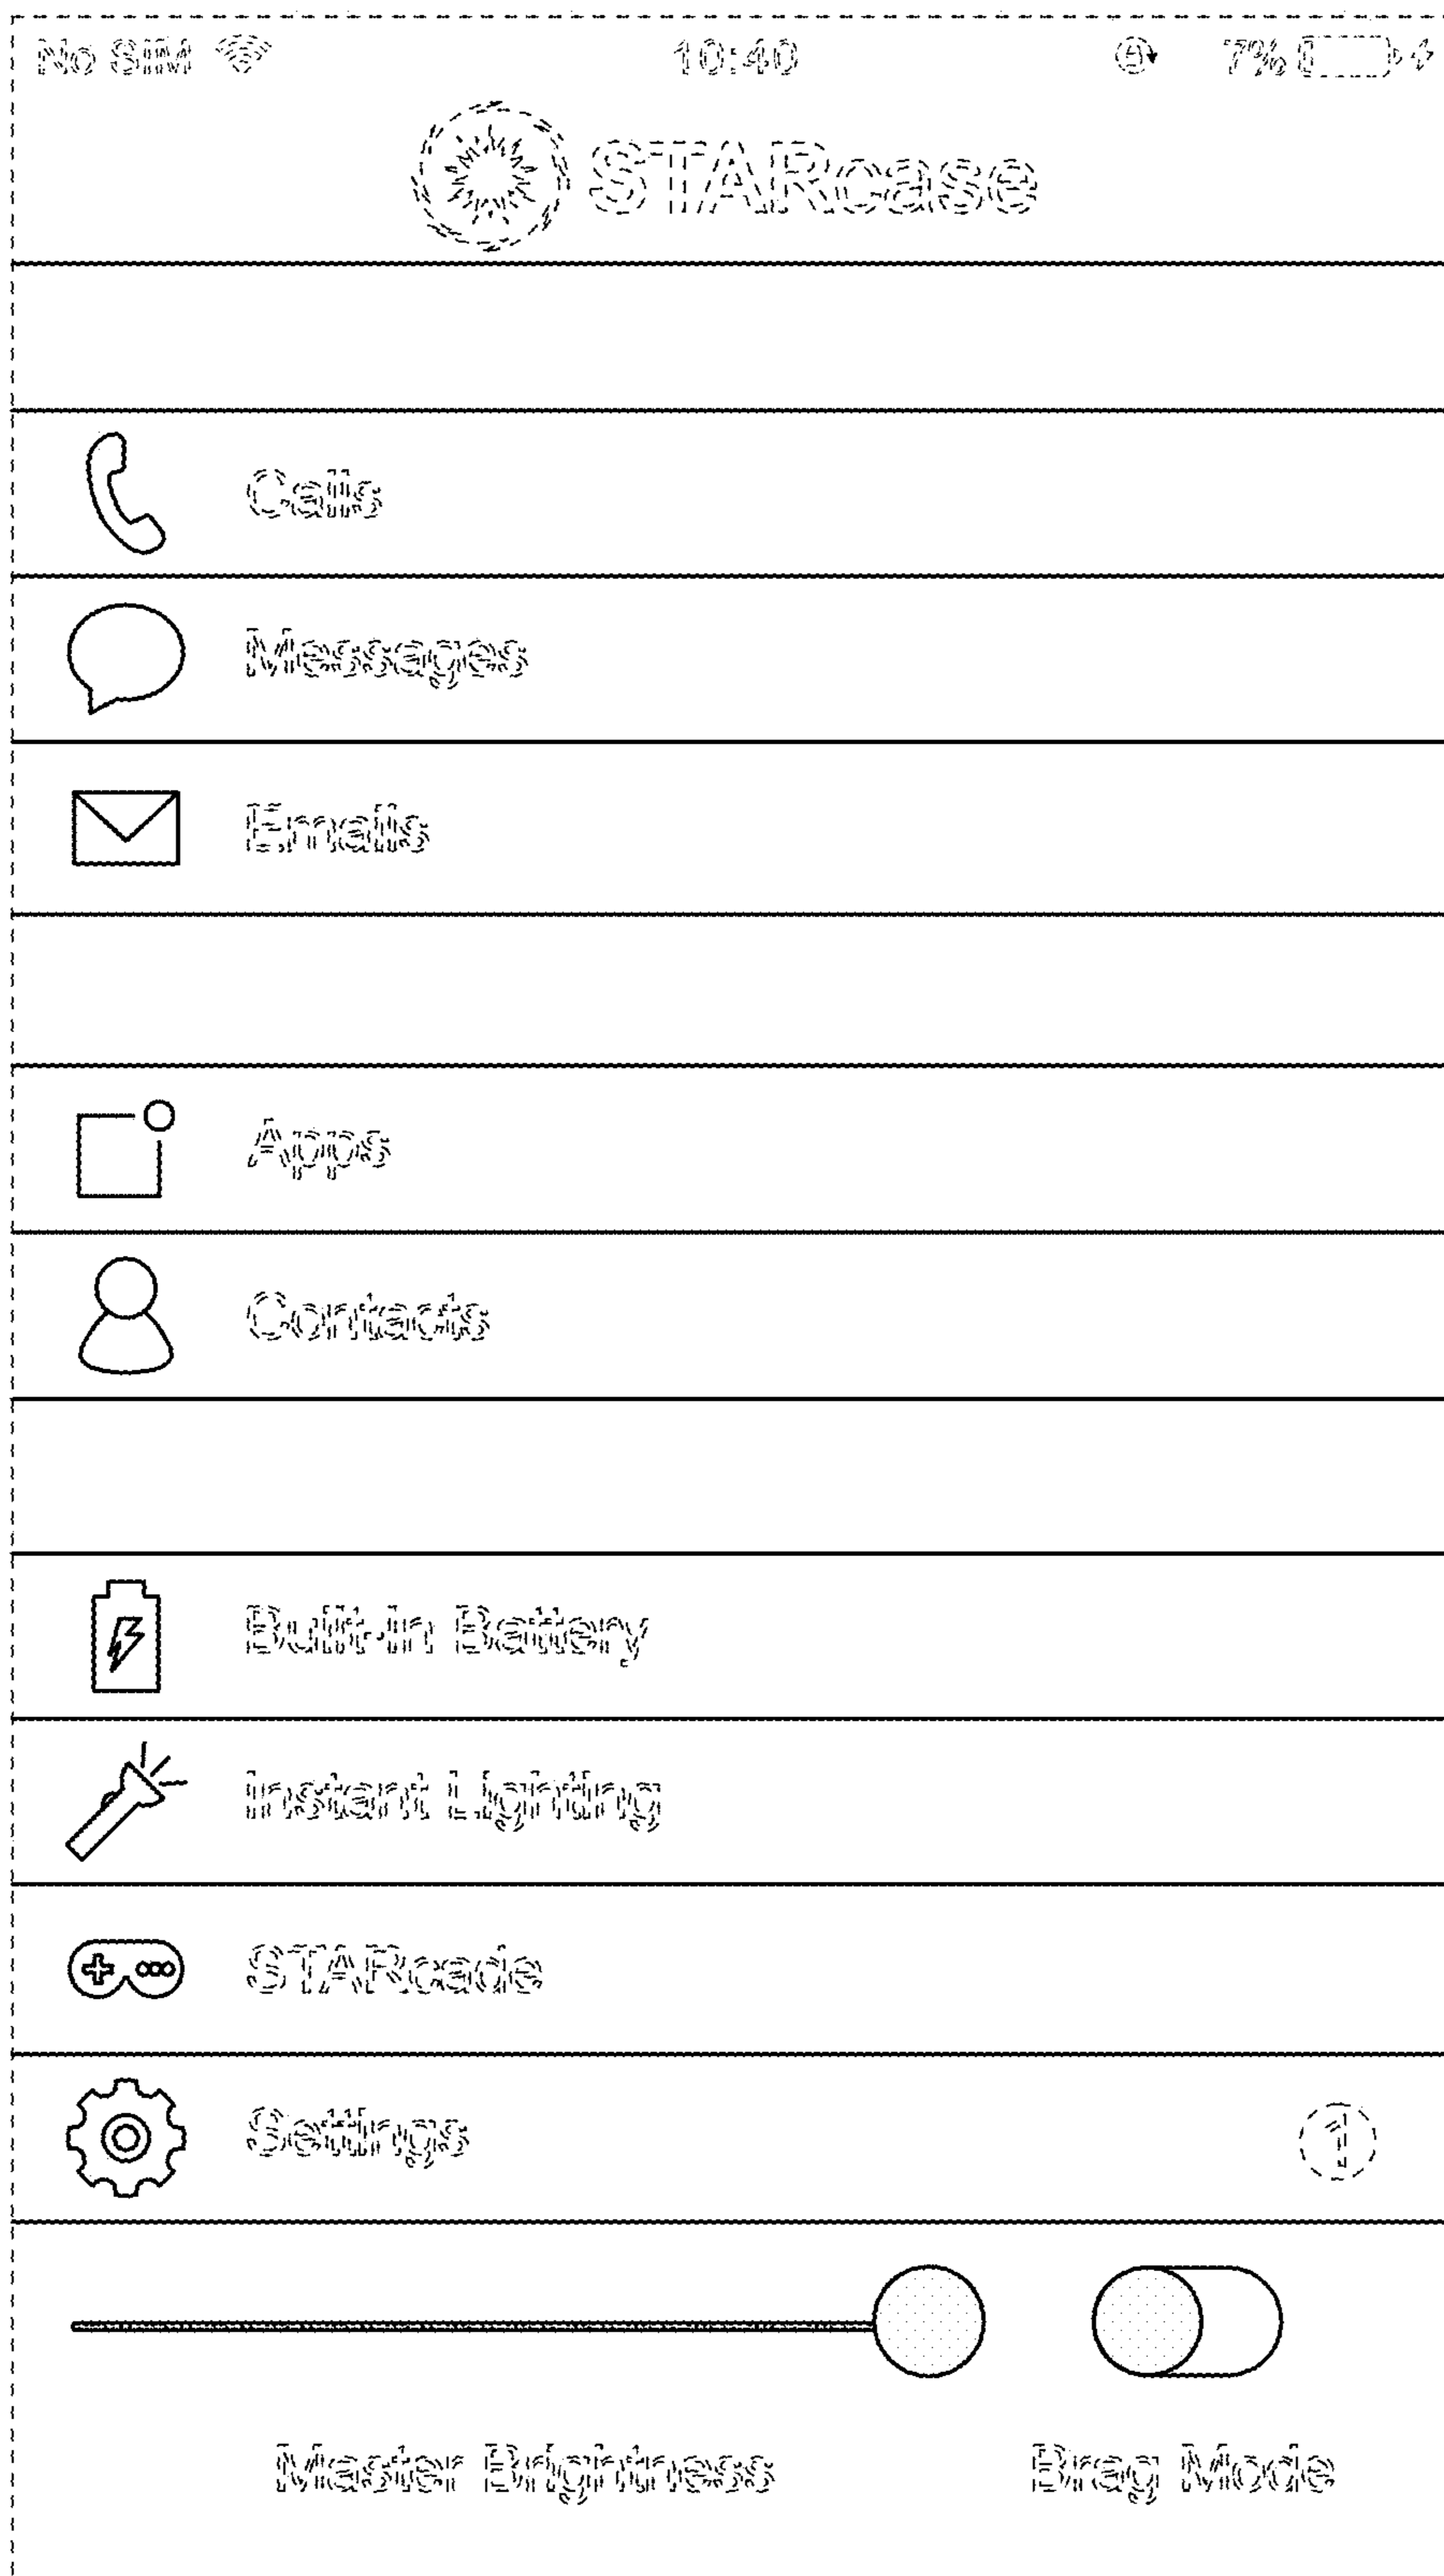 No SIM 10:40 7%
STARcase
Calls
Messages
Emails
Apps
Contacts
Built-in Battery
Instant Lighting
STARcade
Settings 1
Master Brightness Brag Mode